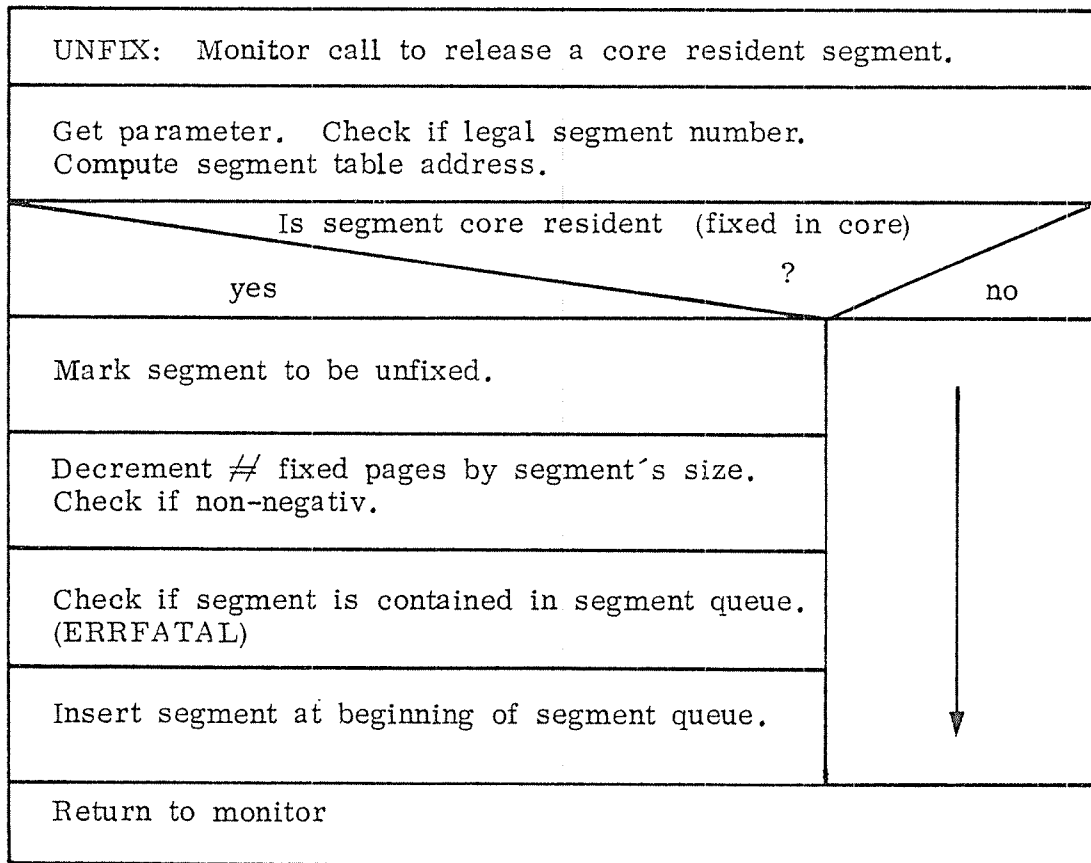 UNFIX: Monitor call to release a core resident segment.
Get parameter. Check if legal segment number.
Compute segment table address.
Is segment core resident (fixed in core)
?
yes
no
Mark segment to be unfixed.
Decrement # fixed pages by segment´s size.
Check if non-negativ.
Check if segment is contained in segment queue.
(ERRFATAL)
Insert segment at beginning of segment queue.
Return to monitor